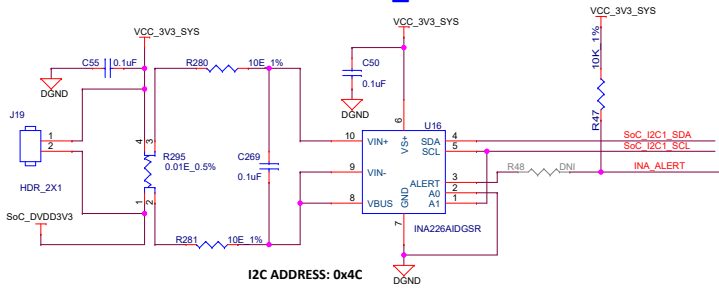 VCC_3V3_SYS
VCC_3V3_SYS
VCC_3V3_SYS
C55
0.1uF
R280
10E_1%
C50
0.1uF
10K_1%
R47
DGND
DGND
J19
1
2
HDR_2X1
4
3
R295
0.01E_0.5%
1
2
C269
0.1uF
U16
6
VS+
10
VIN+
9
VIN-
8
VBUS
SDA
4
SCL
5
ALERT
3
A0
2
A1
1
GND
7
SoC_I2C1_SDA
SoC_I2C1_SCL
R48
DNI
INA_ALERT
SoC_DVDD3V3
R281
10E_1%
INA226AIDGSR
I2C ADDRESS: 0x4C
DGND